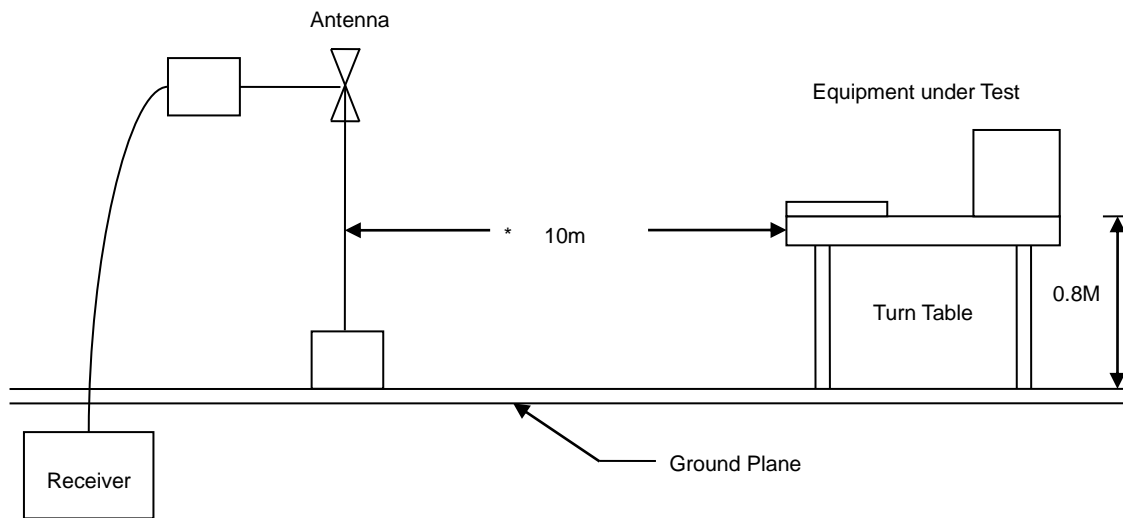 Antenna
Equipment under Test
* 10m
0.8M
Turn Table
Ground Plane
Receiver